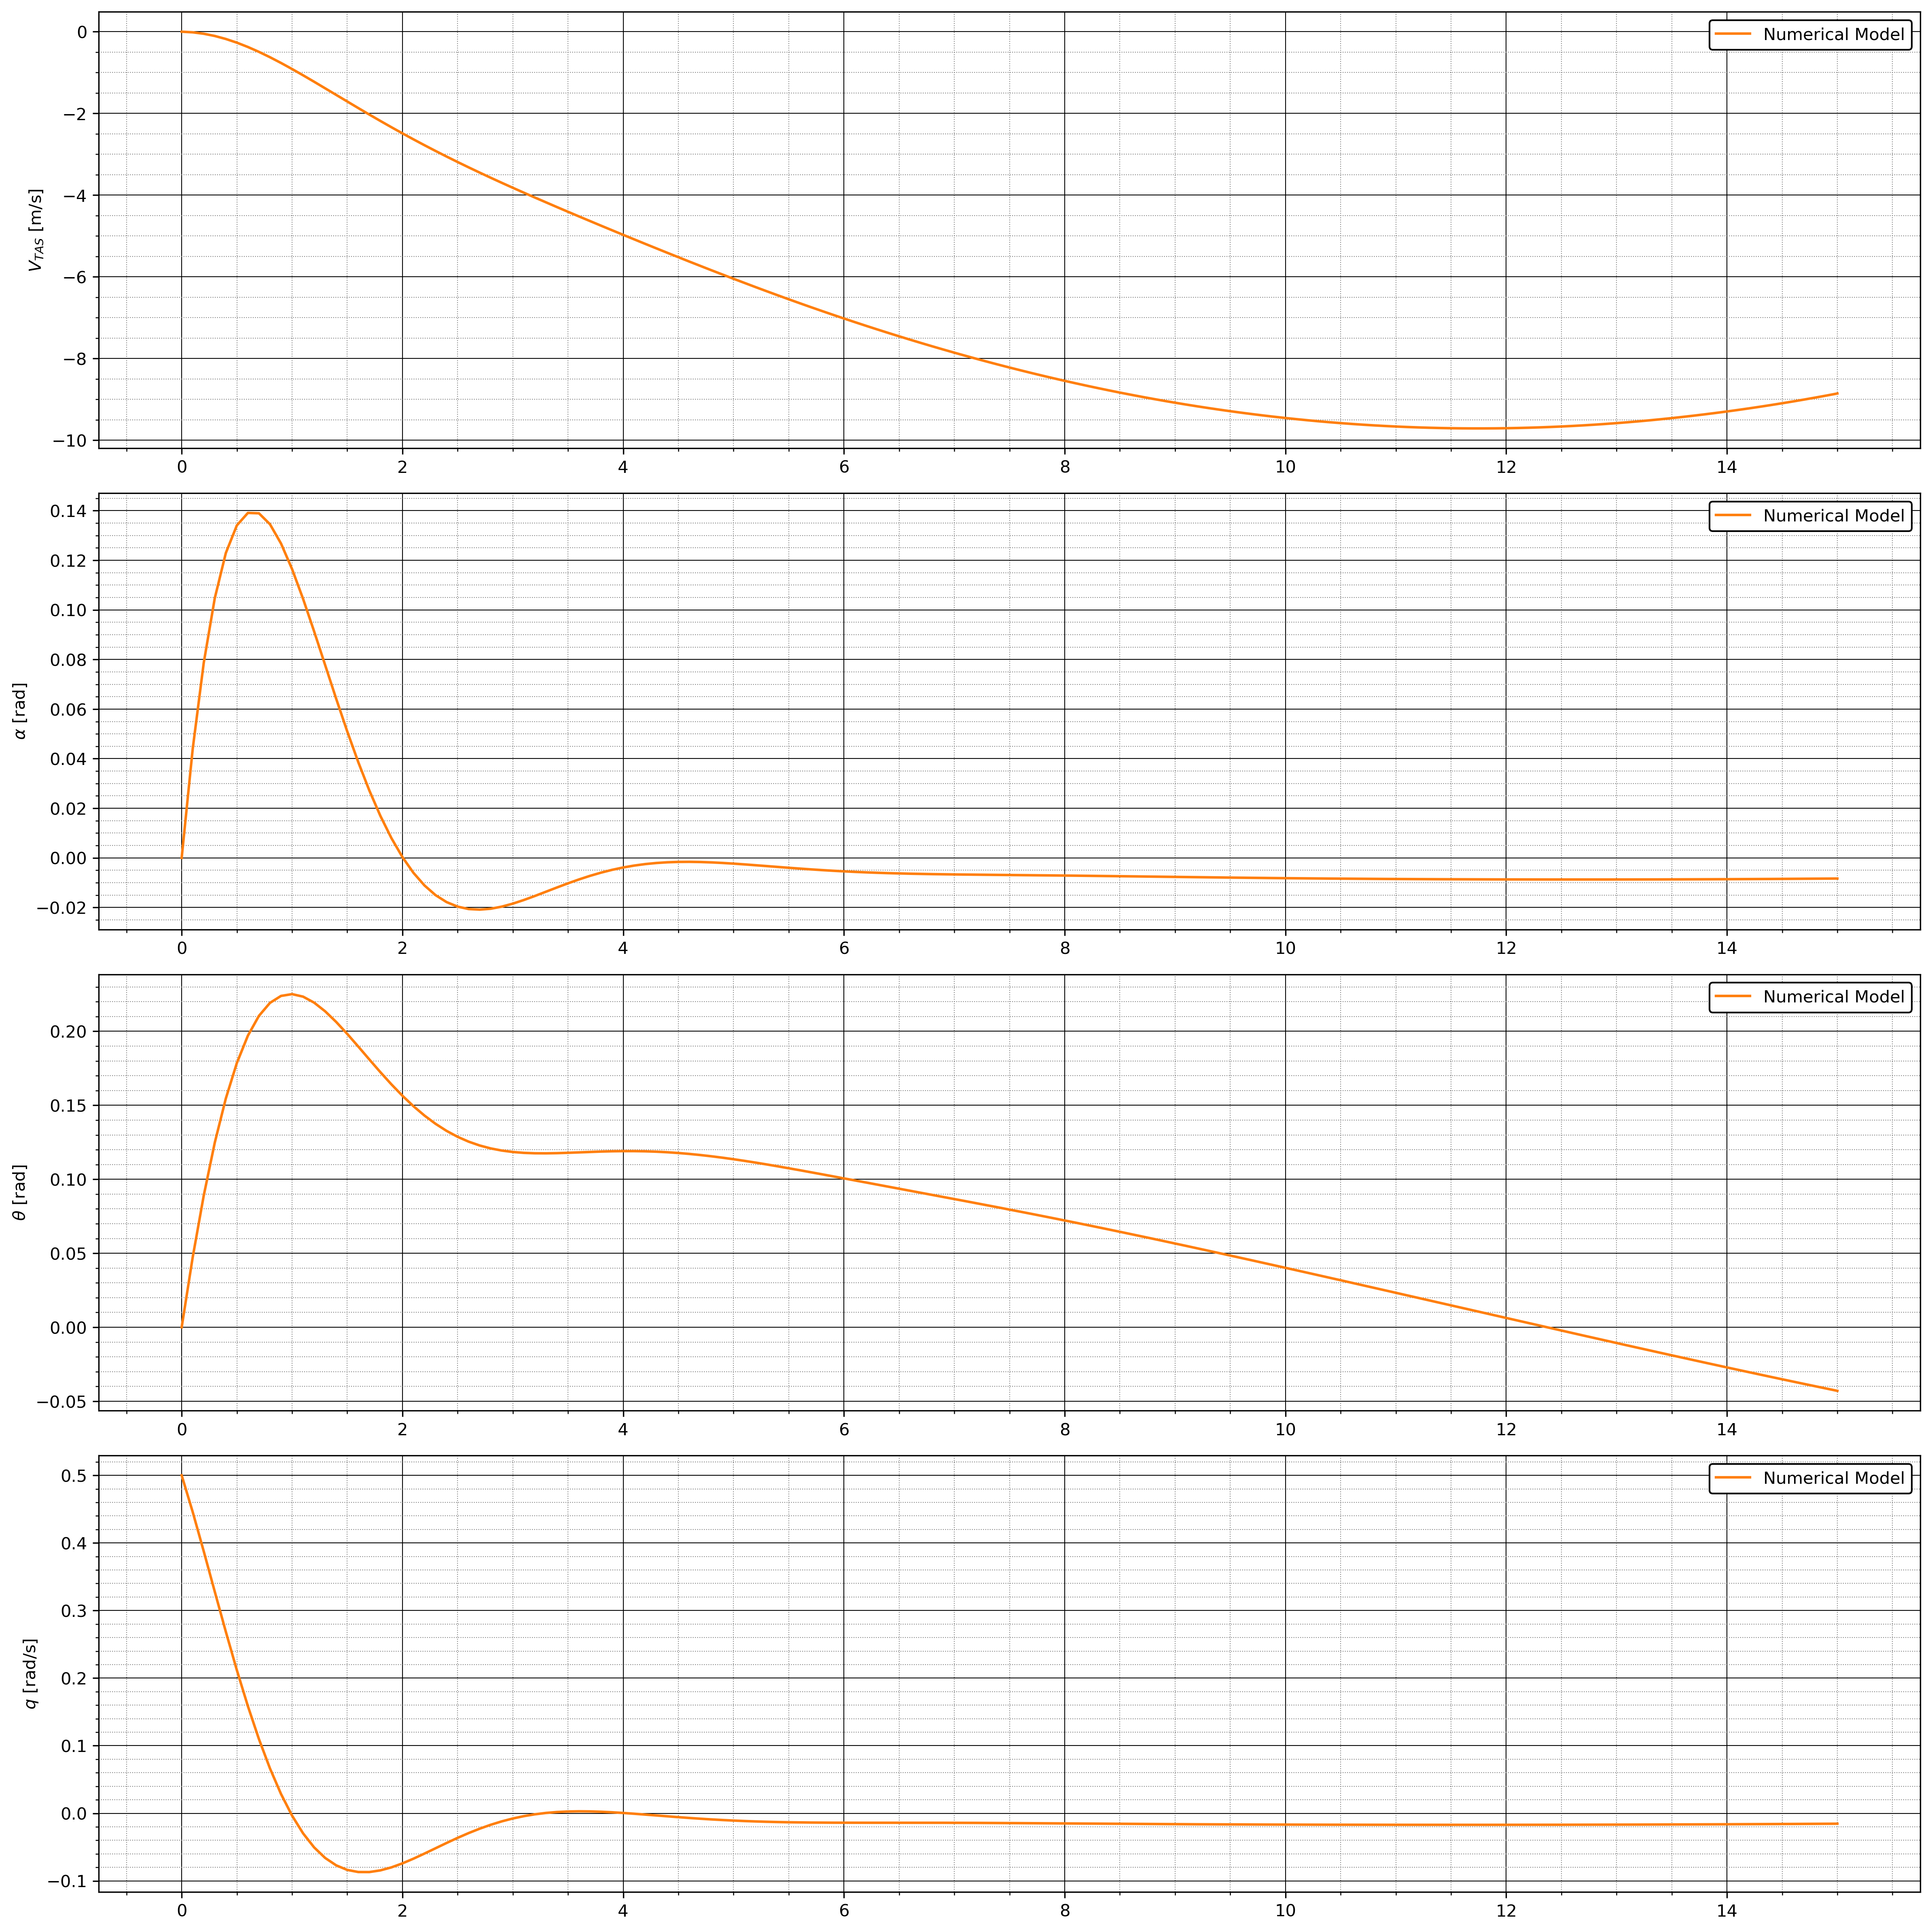 Numerical Model
V_TAS [m/s]
0
−2
−4
−6
−8
−10
0 2 4 6 8 10 12 14
Numerical Model
α [rad]
0.14
0.12
0.10
0.08
0.06
0.04
0.02
0.00
−0.02
0 2 4 6 8 10 12 14
Numerical Model
θ [rad]
0.20
0.15
0.10
0.05
0.00
−0.05
0 2 4 6 8 10 12 14
Numerical Model
q [rad/s]
0.5
0.4
0.3
0.2
0.1
0.0
−0.1
0 2 4 6 8 10 12 14